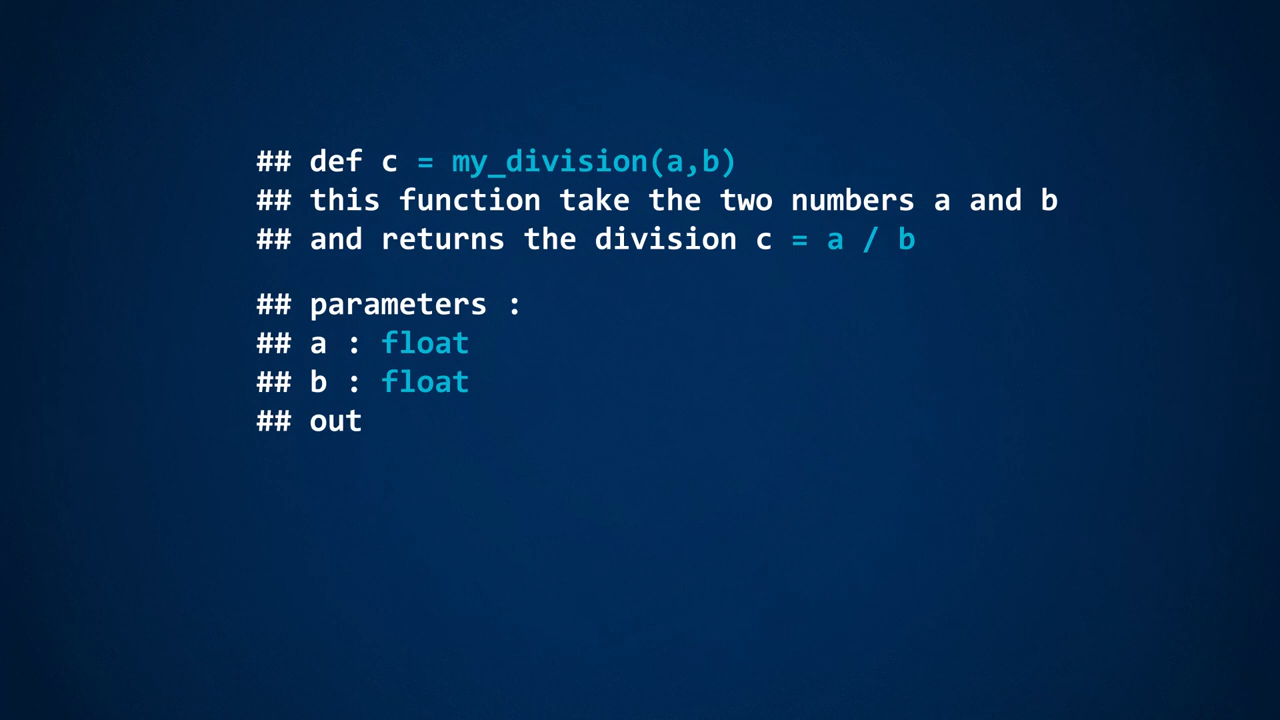 ## def c = my_division(a,b)
## this function take the two numbers a and b
## and returns the division c = a / b
## parameters :
## a : float
## b : float
## out